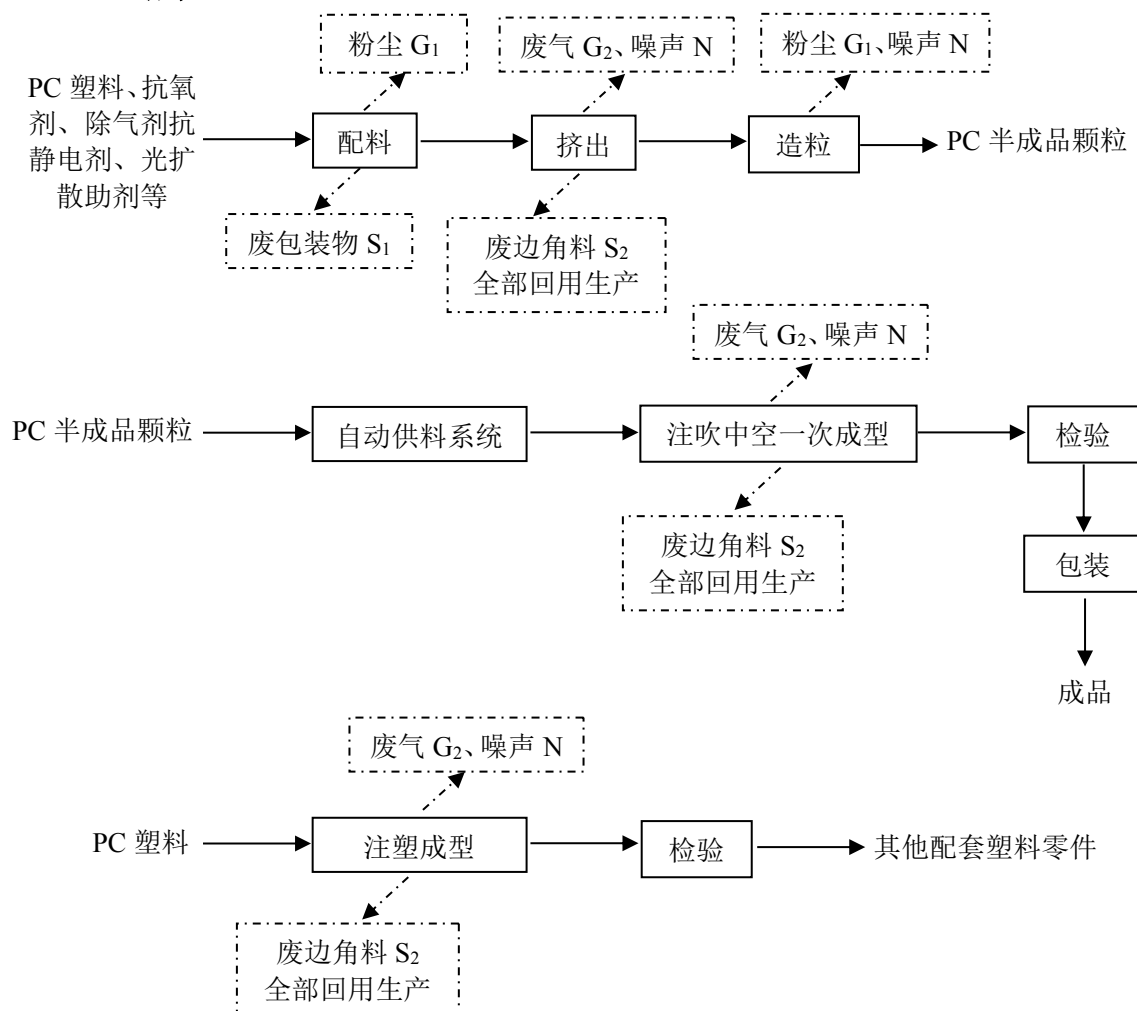 粉尘 G₁
废气 G₂、噪声 N
粉尘 G₁、噪声 N
PC 塑料、抗氧
剂、除气剂抗
静电剂、光扩
散助剂等
配料
挤出
造粒
PC 半成品颗粒
废包装物 S₁
废边角料 S₂
全部回用生产
废气 G₂、噪声 N
PC 半成品颗粒
自动供料系统
注吹中空一次成型
检验
废边角料 S₂
全部回用生产
包装
成品
废气 G₂、噪声 N
PC 塑料
注塑成型
检验
其他配套塑料零件
废边角料 S₂
全部回用生产